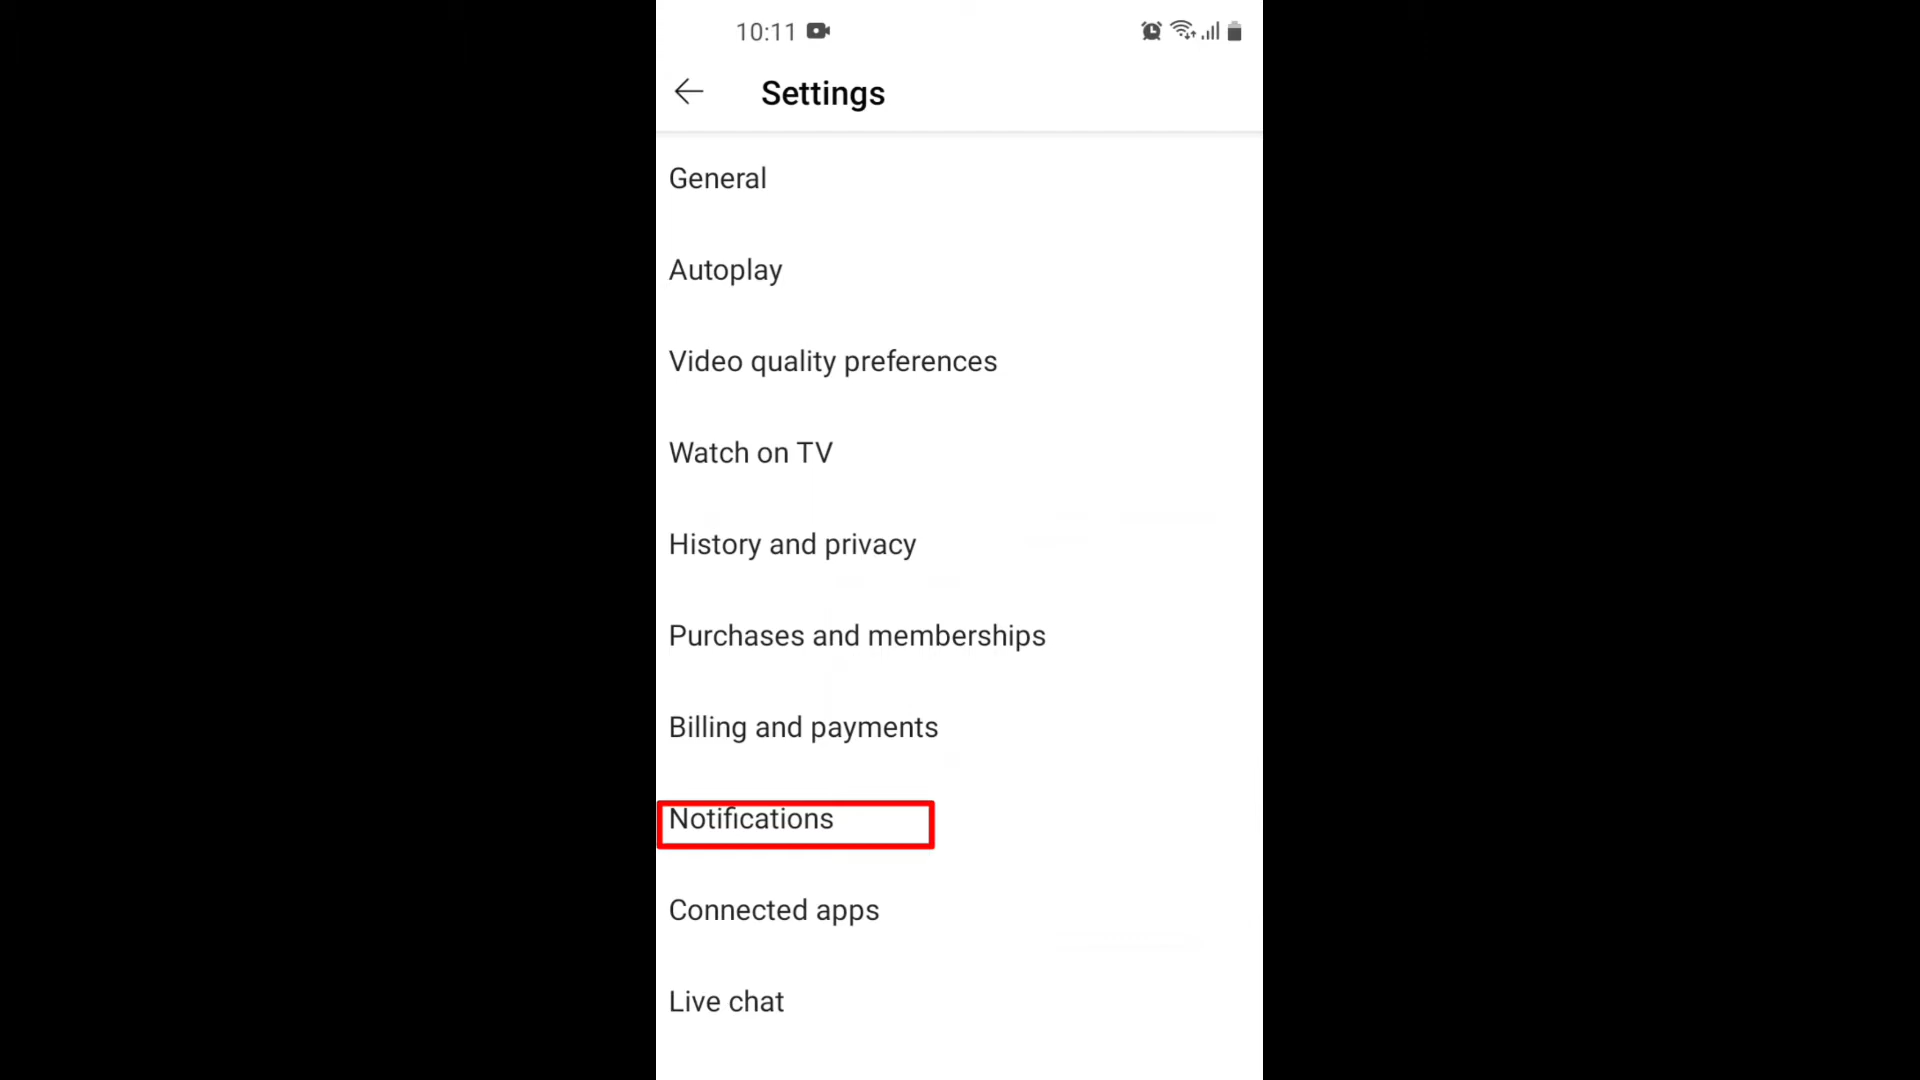 10:11
Settings
General
Autoplay
Video quality preferences
Watch on TV
History and privacy
Purchases and memberships
Billing and payments
Notifications
Connected apps
Live chat